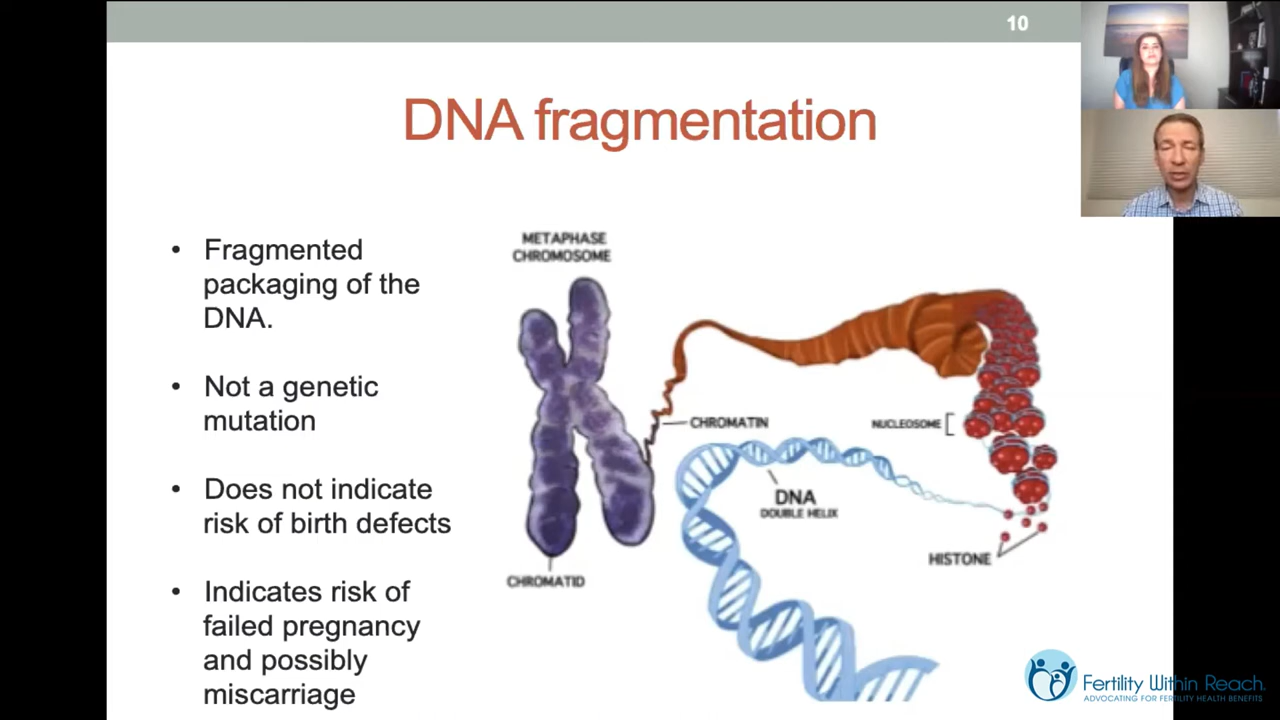 10
DNA fragmentation
• Fragmented
packaging of the
DNA.
• Not a genetic
mutation
• Does not indicate
risk of birth defects
• Indicates risk of
failed pregnancy
and possibly
miscarriage
METAPHASE
CHROMOSOME
CHROMATIN
NUCLEOSOME
DNA
DOUBLE HELIX
HISTONE
CHROMATID
Fertility Within Reach.
ADVOCATING FOR FERTILITY HEALTH BENEFITS